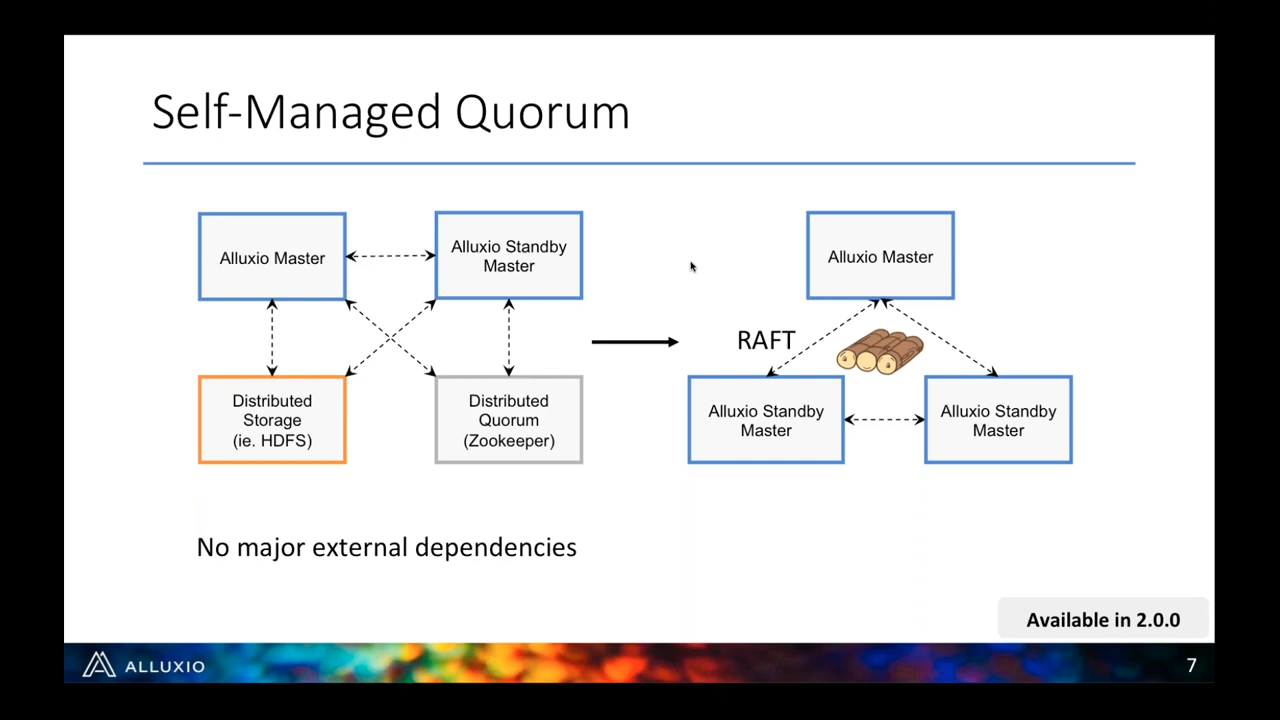 Self-Managed Quorum
Alluxio Master
Alluxio Standby
Master
Distributed
Storage
(ie. HDFS)
Distributed
Quorum
(Zookeeper)
Alluxio Master
RAFT
Alluxio Standby
Master
Alluxio Standby
Master
No major external dependencies
Available in 2.0.0
ALLUXIO
7